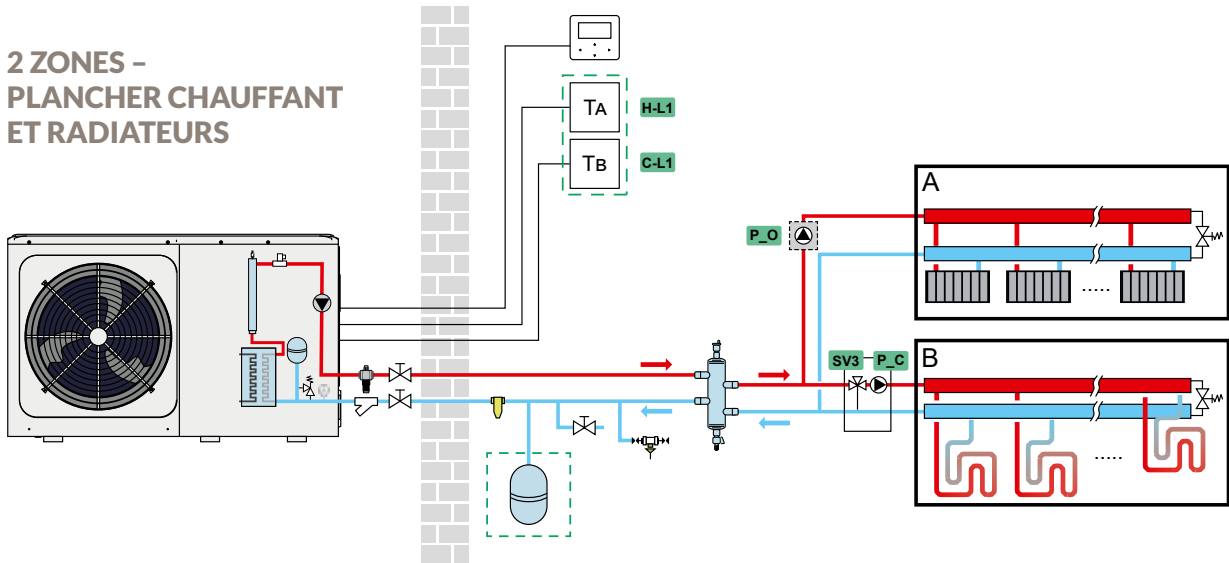 2 ZONES –
PLANCHER CHAUFFANT
ET RADIATEURS
TA
H-L1
TB
C-L1
A
P_O
SV3
P_C
B